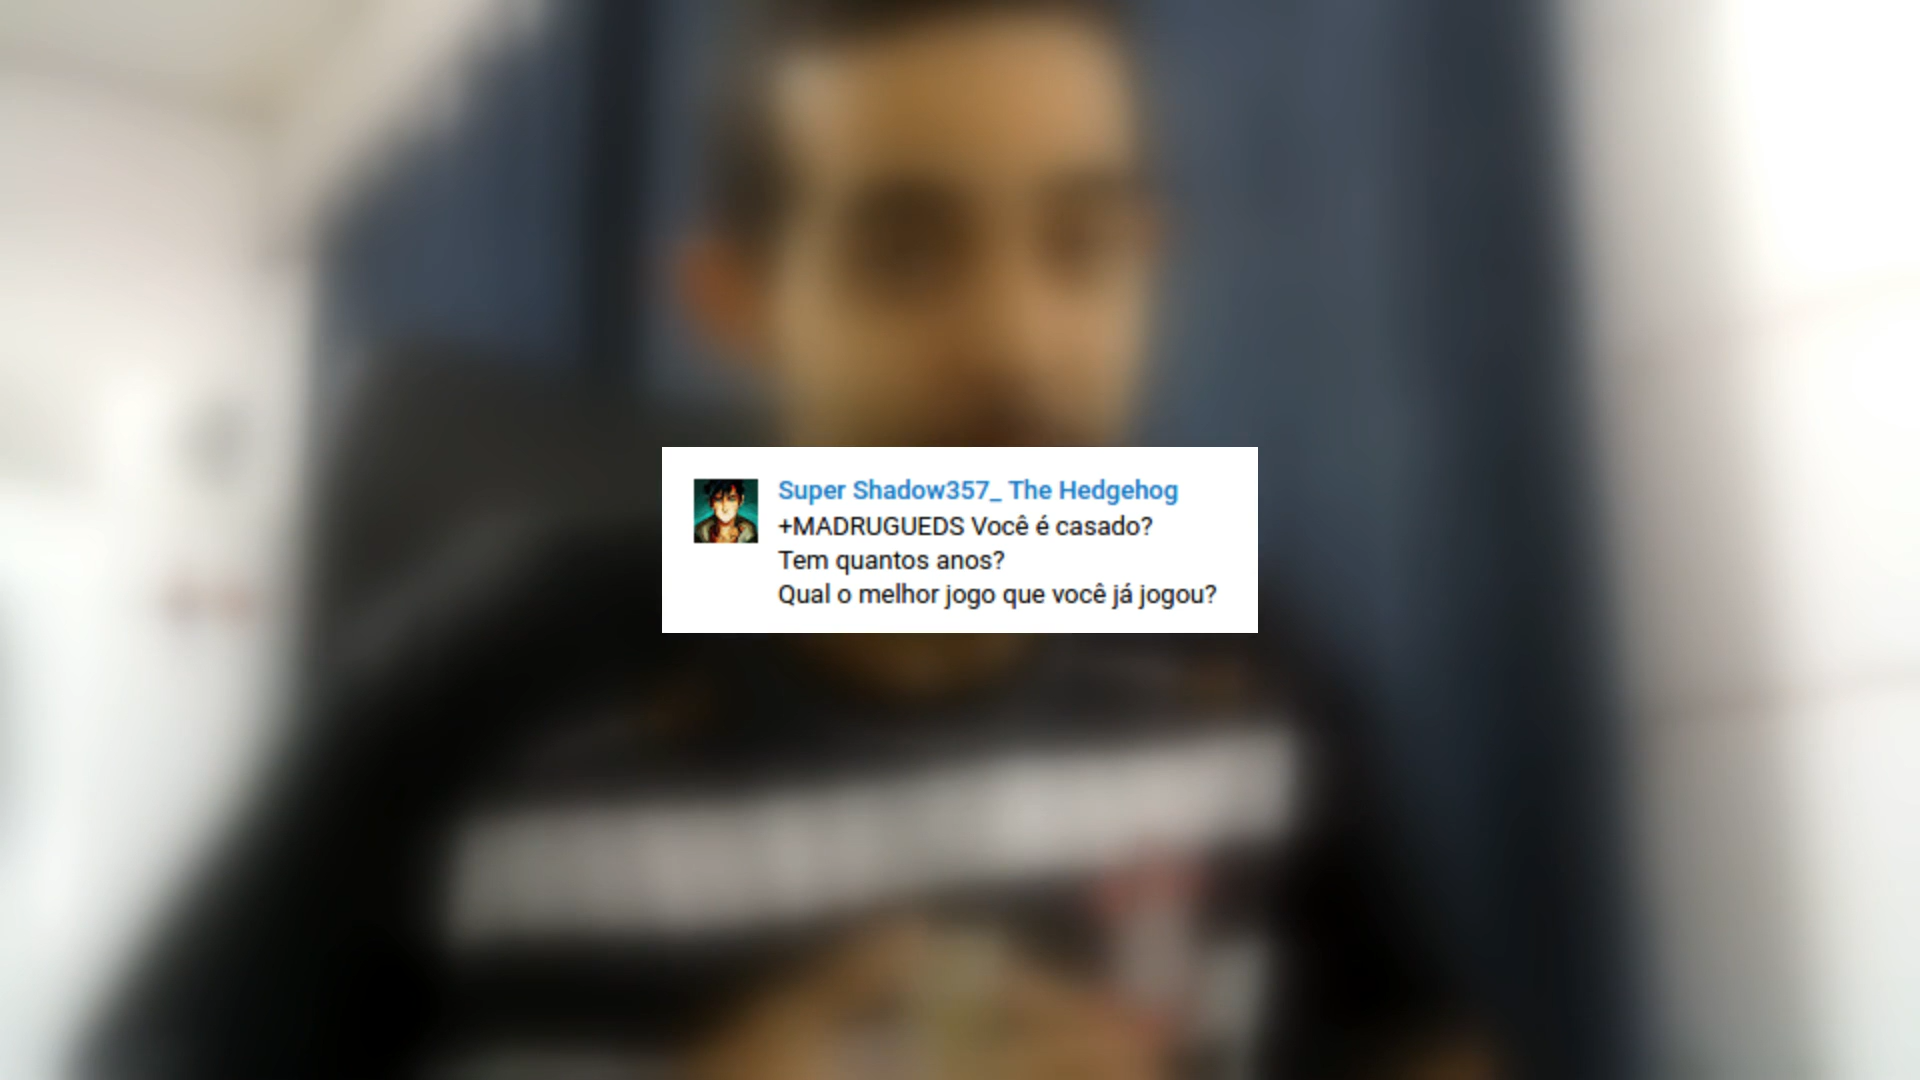 Super Shadow357_ The Hedgehog
+MADRUGUEDS Você é casado?
Tem quantos anos?
Qual o melhor jogo que você já jogou?